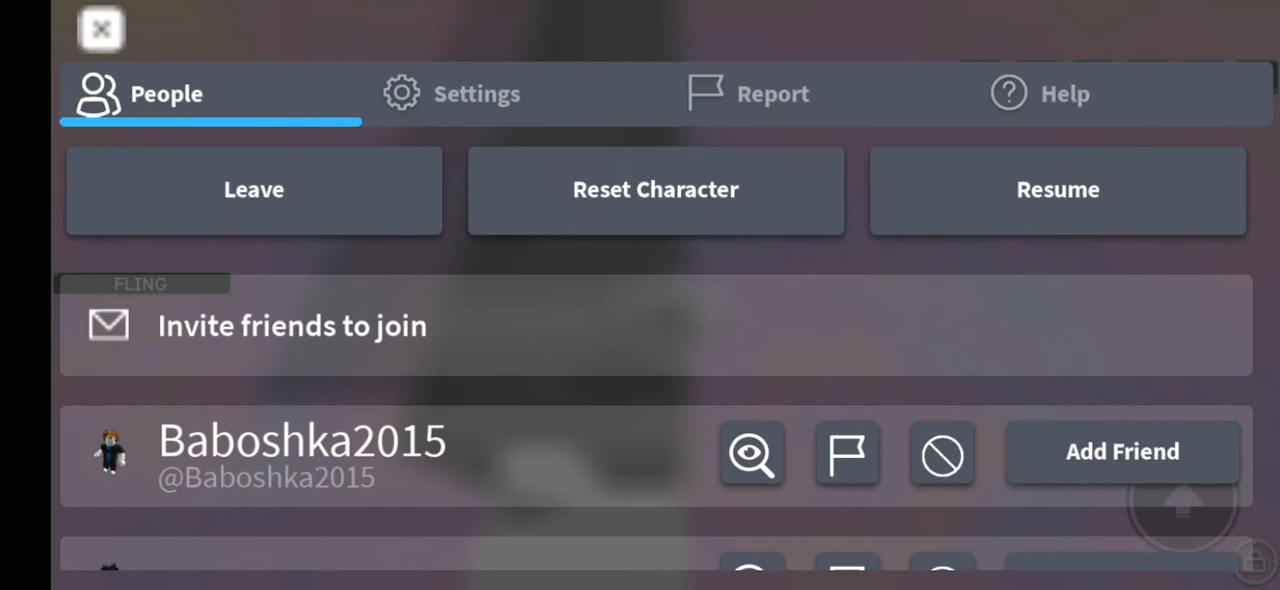 People
Settings
Report
Help
Leave
Reset Character
Resume
FLING
Invite friends to join
Baboshka2015
@Baboshka2015
Add Friend